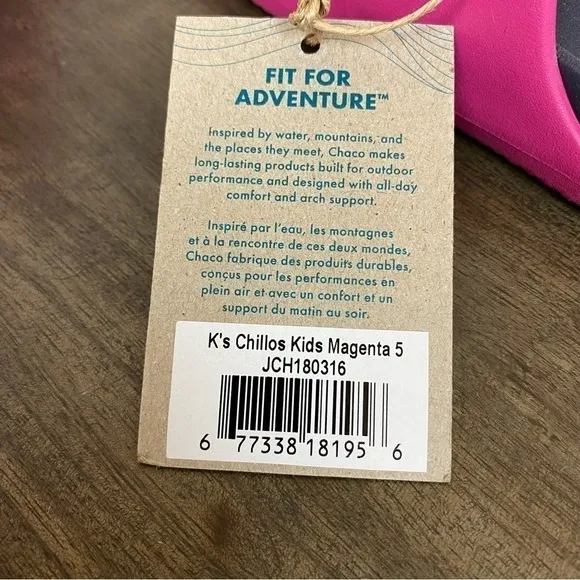 FIT FOR
ADVENTURE™
Inspired by water, mountains, and
the places they meet, Chaco makes
long-lasting products built for outdoor
performance and designed with all-day
comfort and arch support.
Inspiré par l'eau, les montagnes
et à la rencontre de ces deux mondes,
Chaco fabrique des produits durables,
conçus pour les performances en
plein air et avec un confort et un
support du matin au soir.
K's Chillos Kids Magenta 5
JCH180316
6 77338 18195 6